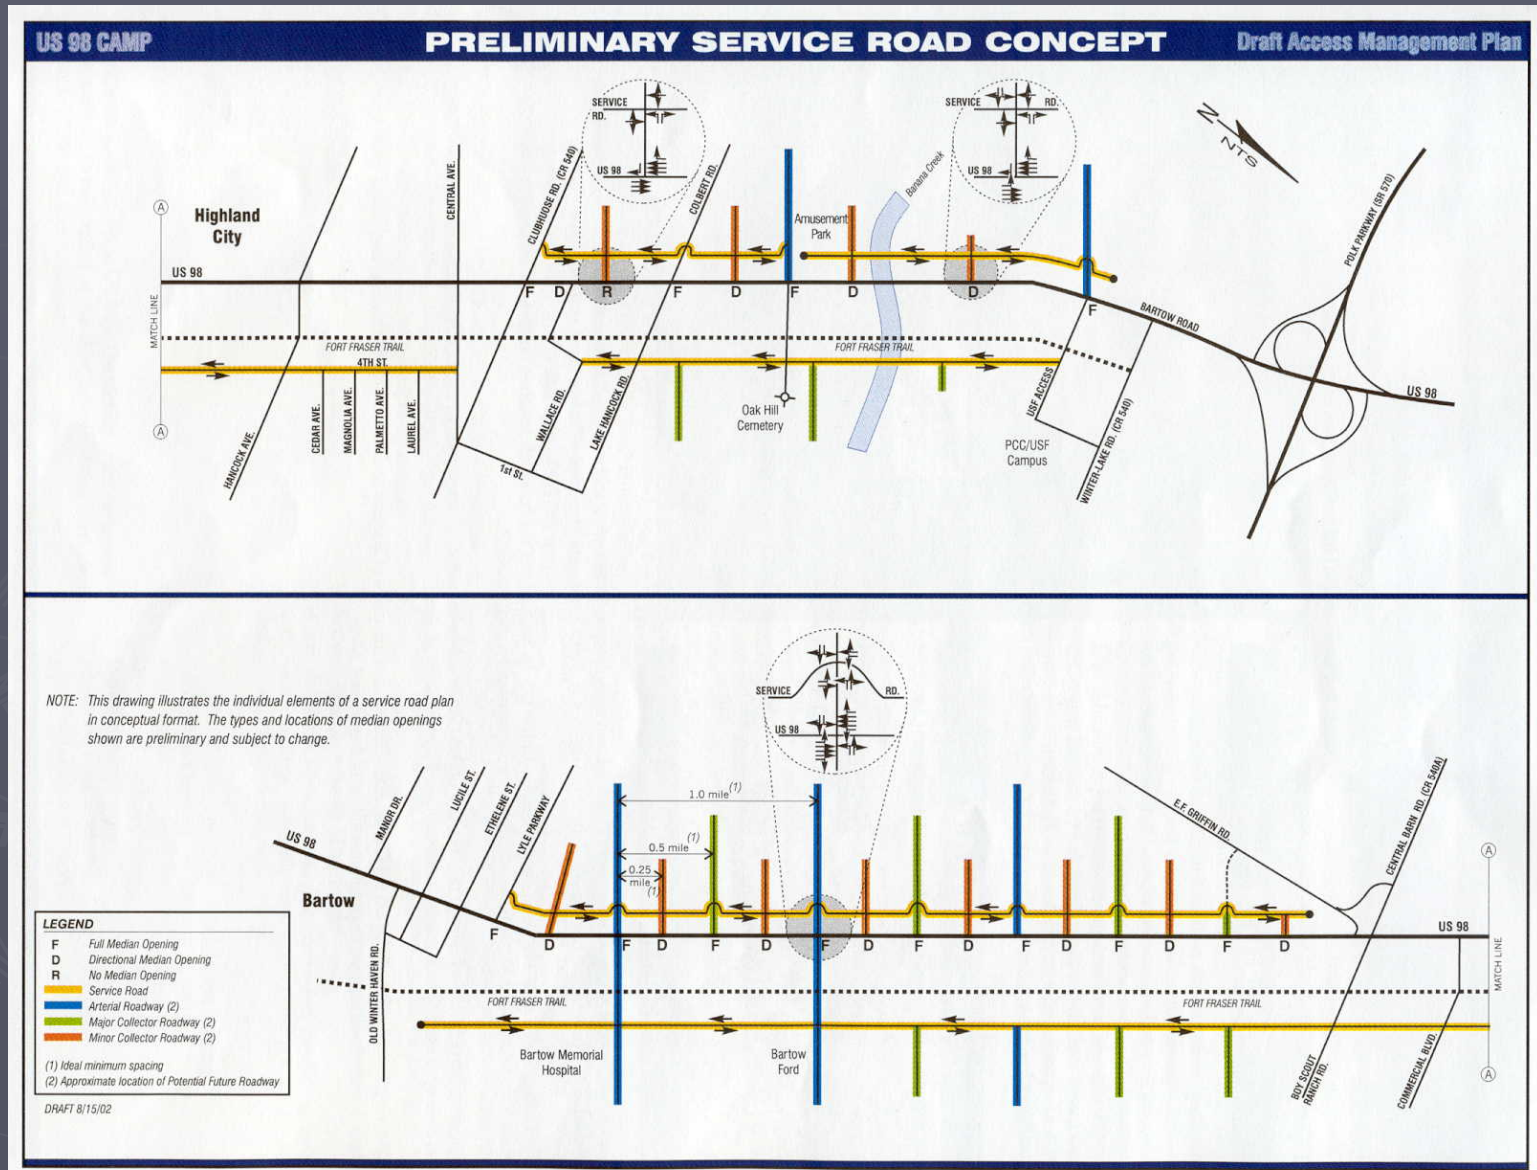 US 98 CAMP
PRELIMINARY SERVICE ROAD CONCEPT
Draft Access Management Plan
SERVICE
RD.
US 98
SERVICE
RD.
US 98
N
NTS
Highland
City
US 98
A
A
MATCH LINE
HANCOCK AVE.
CENTRAL AVE.
CLUBHUOSE RD. (CR 540)
COLBERT RD.
Amusement
Park
Banana Creek
POLK PARKWAY (SR 570)
F
D
R
F
D
F
D
D
F
BARTOW ROAD
US 98
FORT FRASER TRAIL
FORT FRASER TRAIL
4TH ST.
CEDAR AVE.
MAGNOLIA AVE.
PALMETTO AVE.
LAUREL AVE.
1st St.
WALLACE RD.
LAKE HANCOCK RD.
Oak Hill
Cemetery
USF ACCESS
PCC/USF
Campus
WINTER-LAKE RD. (CR 540)
NOTE: This drawing illustrates the individual elements of a service road plan
in conceptual format. The types and locations of median openings
shown are preliminary and subject to change.
SERVICE
RD.
US 98
US 98
MANOR DR.
LUCILE ST.
ETHELENE ST.
LYLE PARKWAY
1.0 mile (1)
0.5 mile (1)
0.25
mile (1)
E.F. GRIFFIN RD.
CENTRAL BARN RD. (CR 540A)
A
A
MATCH LINE
US 98
Bartow
F
D
F
D
F
D
F
D
F
D
F
D
F
D
F
D
OLD WINTER HAVEN RD.
FORT FRASER TRAIL
FORT FRASER TRAIL
Bartow Memorial
Hospital
Bartow
Ford
BOY SCOUT
RANCH RD.
COMMERCIAL BLVD.
LEGEND
F Full Median Opening
D Directional Median Opening
R No Median Opening
Service Road
Arterial Roadway (2)
Major Collector Roadway (2)
Minor Collector Roadway (2)
(1) Ideal minimum spacing
(2) Approximate location of Potential Future Roadway
DRAFT 8/15/02